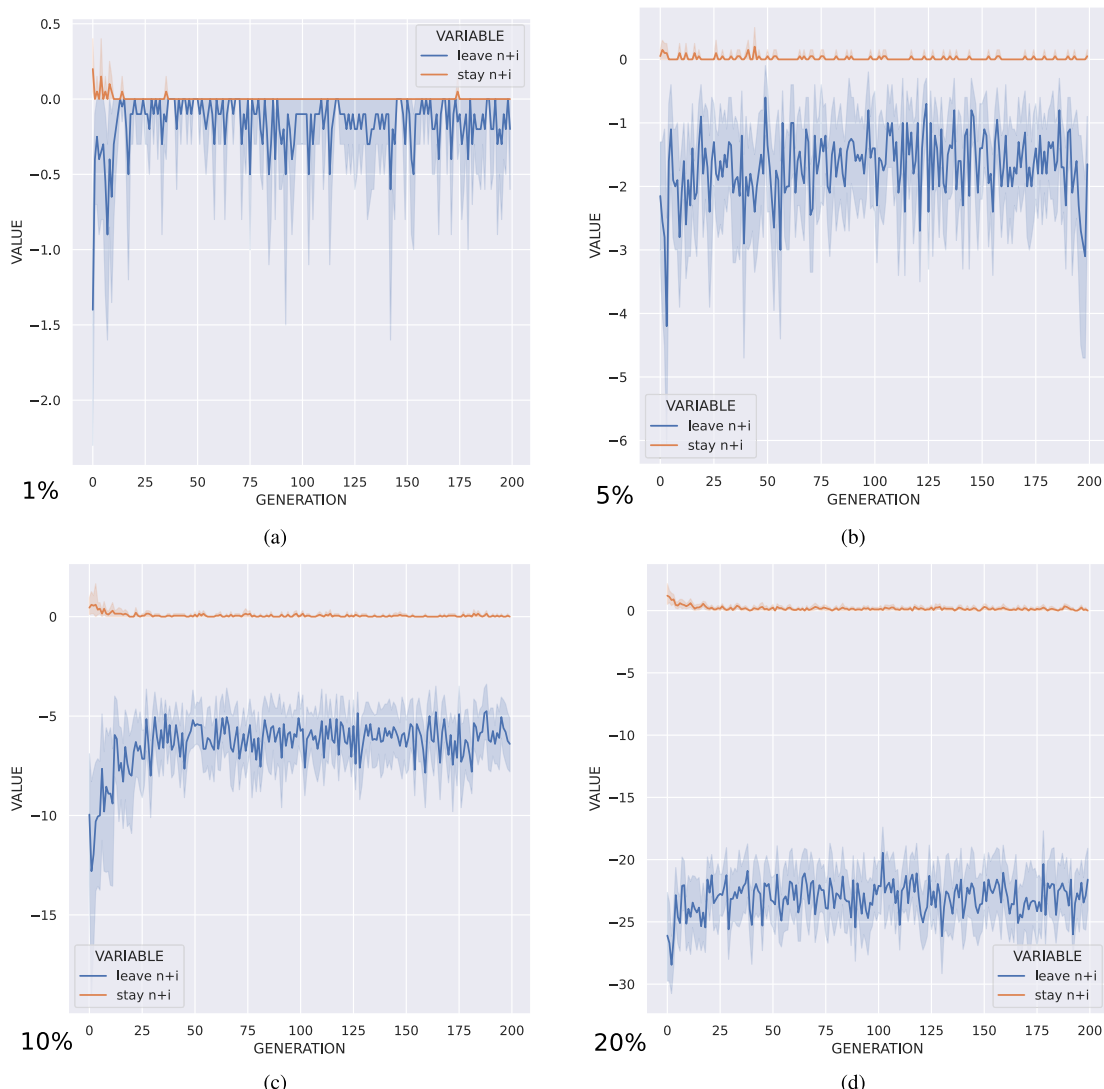 0.5
0.0
−0.5
−1.0
−1.5
−2.0
VALUE
VARIABLE
leave n+i
stay n+i
0 25 50 75 100 125 150 175 200
GENERATION
1%
(a)
0
−1
−2
−3
−4
−5
−6
VALUE
VARIABLE
leave n+i
stay n+i
0 25 50 75 100 125 150 175 200
GENERATION
5%
(b)
0
−5
−10
−15
VALUE
VARIABLE
leave n+i
stay n+i
0 25 50 75 100 125 150 175 200
GENERATION
10%
(c)
0
−5
−10
−15
−20
−25
−30
VALUE
VARIABLE
leave n+i
stay n+i
0 25 50 75 100 125 150 175 200
GENERATION
20%
(d)